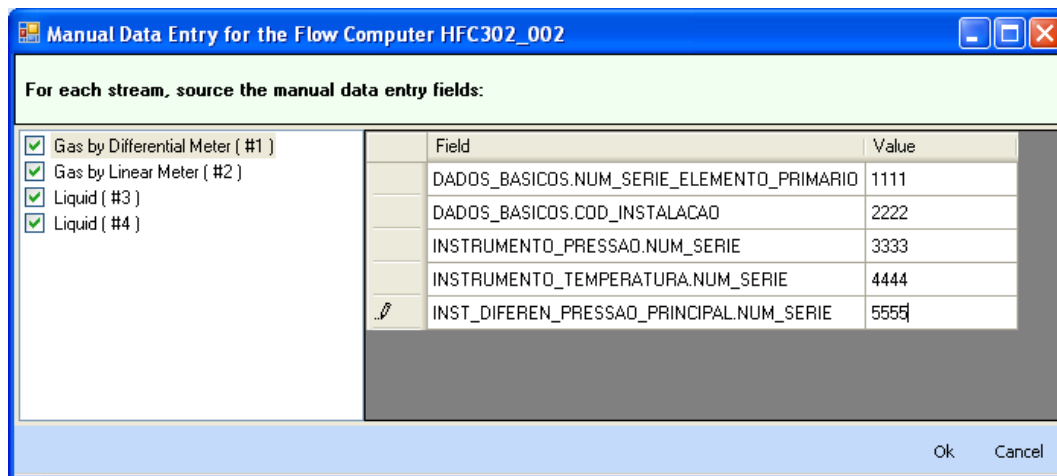 Manual Data Entry for the Flow Computer HFC302_002
For each stream, source the manual data entry fields:
Gas by Differential Meter ( #1 )
Gas by Linear Meter ( #2 )
Liquid ( #3 )
Liquid ( #4 )
Field Value
DADOS_BASICOS.NUM_SERIE_ELEMENTO_PRIMARIO 1111
DADOS_BASICOS.COD_INSTALACAO 2222
INSTRUMENTO_PRESSAO.NUM_SERIE 3333
INSTRUMENTO_TEMPERATURA.NUM_SERIE 4444
INST_DIFEREN_PRESSAO_PRINCIPAL.NUM_SERIE 5555
Ok Cancel